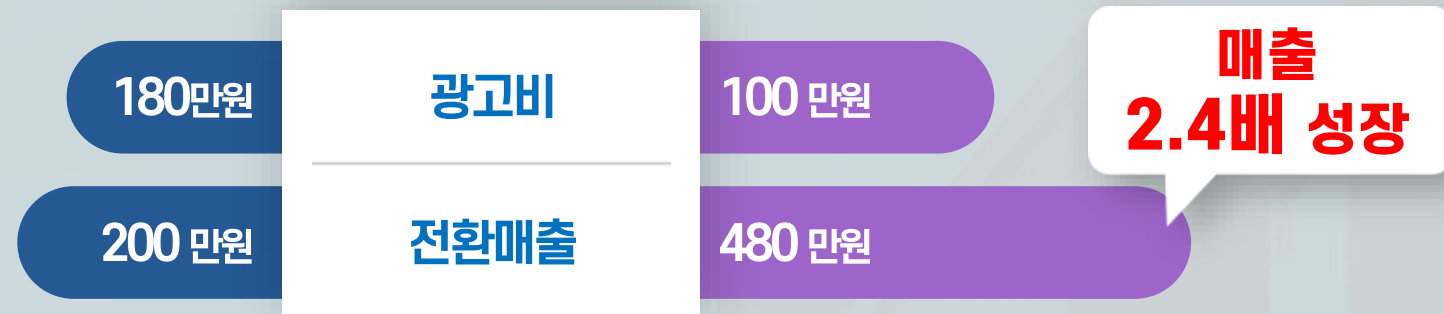 180만원 광고비 100 만원
매출
2.4배 성장
200 만원 전환매출 480 만원